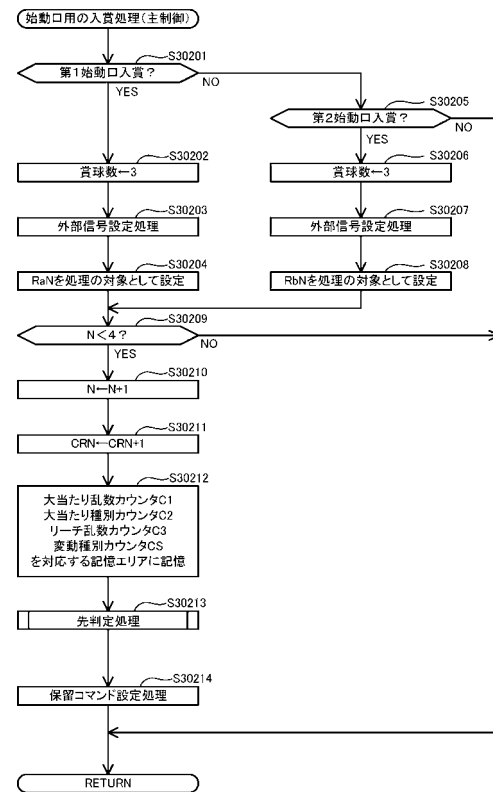 始動口用の入賞処理(主制御)
S30201
第1始動口入賞?
NO
YES
S30205
第2始動口入賞?
NO
YES
S30202
賞球数←3
S30206
賞球数←3
S30203
外部信号設定処理
S30207
外部信号設定処理
S30204
RaNを処理の対象として設定
S30208
RbNを処理の対象として設定
S30209
N<4?
NO
YES
S30210
N←N+1
S30211
CRN←CRN+1
S30212
大当たり乱数カウンタC1
大当たり種別カウンタC2
リーチ乱数カウンタC3
変動種別カウンタCS
を対応する記憶エリアに記憶
S30213
先判定処理
S30214
保留コマンド設定処理
RETURN